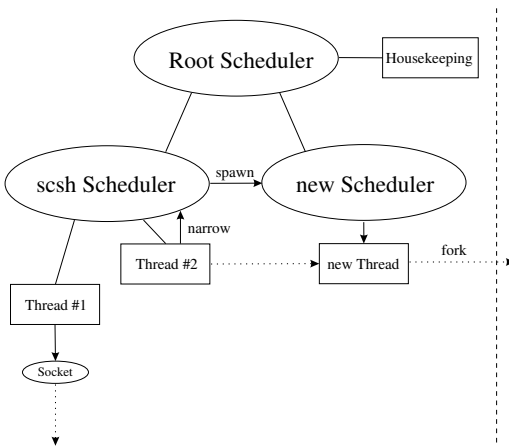 Root Scheduler
Housekeeping
scsh Scheduler
spawn
new Scheduler
narrow
Thread #2
new Thread
fork
Thread #1
Socket